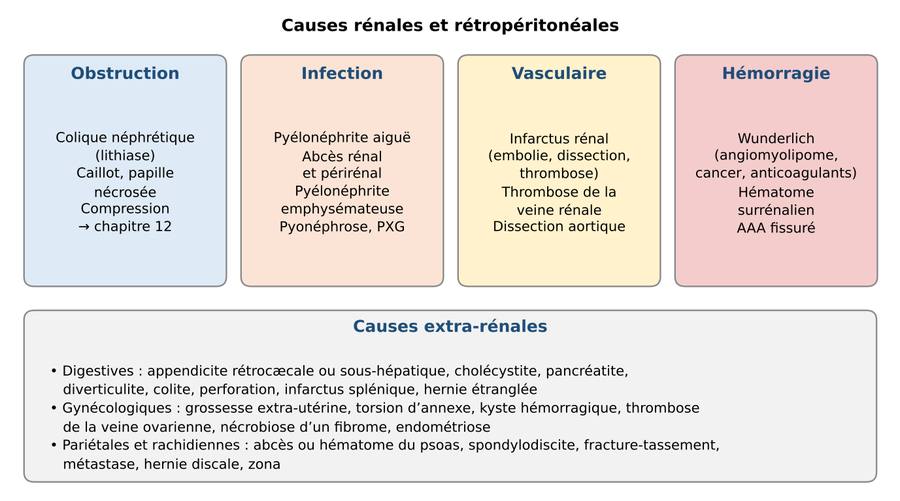 Causes rénales et rétropéritonéales
Obstruction
Colique néphrétique
(lithiase)
Caillot, papille
nécrosée
Compression
→ chapitre 12
Infection
Pyélonéphrite aiguë
Abcès rénal
et périrénal
Pyélonéphrite
emphysémateuse
Pyonéphrose, PXG
Vasculaire
Infarctus rénal
(embolie, dissection,
thrombose)
Thrombose de la
veine rénale
Dissection aortique
Hémorragie
Wunderlich
(angiomyolipome,
cancer, anticoagulants)
Hématome
surrénalien
AAA fissuré
Causes extra-rénales
• Digestives : appendicite rétrocæcale ou sous-hépatique, cholécystite, pancréatite,
diverticulite, colite, perforation, infarctus splénique, hernie étranglée
• Gynécologiques : grossesse extra-utérine, torsion d’annexe, kyste hémorragique, thrombose
de la veine ovarienne, nécrobiose d’un fibrome, endométriose
• Pariétales et rachidiennes : abcès ou hématome du psoas, spondylodiscite, fracture-tassement,
métastase, hernie discale, zona